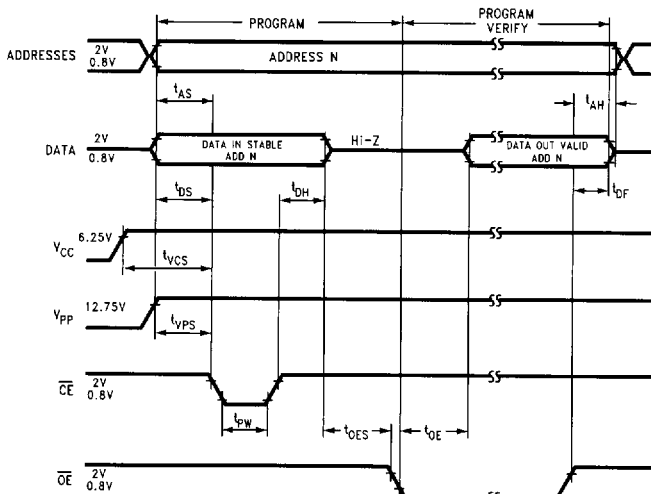 PROGRAM
PROGRAM
VERIFY
ADDRESSES
2V
0.8V
ADDRESS N
tAS
tAH
DATA
2V
0.8V
DATA IN STABLE
ADD N
Hi-Z
DATA OUT VALID
ADD N
tDS
tDH
tDF
VCC
6.25V
tVCS
VPP
12.75V
tVPS
CE
2V
0.8V
tPW
tOES
tOE
OE
2V
0.8V